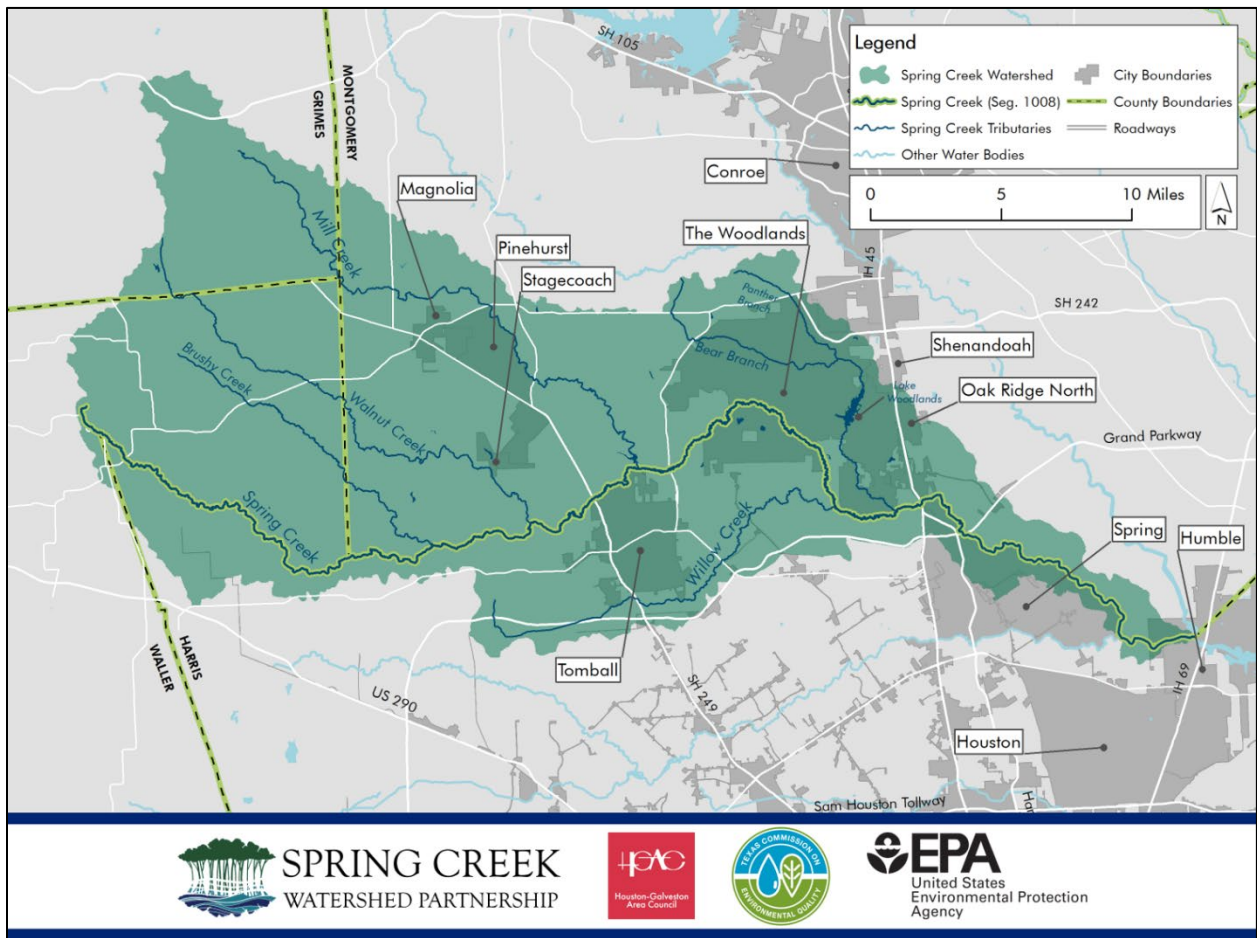 SH 105
Legend
Spring Creek Watershed
City Boundaries
Spring Creek (Seg. 1008)
County Boundaries
Spring Creek Tributaries
Roadways
Other Water Bodies
0 5 10 Miles
N
MONTGOMERY
GRIMES
Conroe
Magnolia
Mill Creek
Pinehurst
The Woodlands
Stagecoach
IH 45
SH 242
Panther
Branch
Bear Branch
Shenandoah
Lake
Woodlands
Oak Ridge North
Brushy Creek
Walnut Creek
Grand Parkway
Spring Creek
Willow Creek
Spring
Humble
HARRIS
WALLER
Tomball
US 290
SH 249
IH 69
Houston
Sam Houston Tollway
SPRING CREEK
WATERSHED PARTNERSHIP
Houston-Galveston
Area Council
TEXAS COMMISSION ON
ENVIRONMENTAL QUALITY
EPA
United States
Environmental Protection
Agency